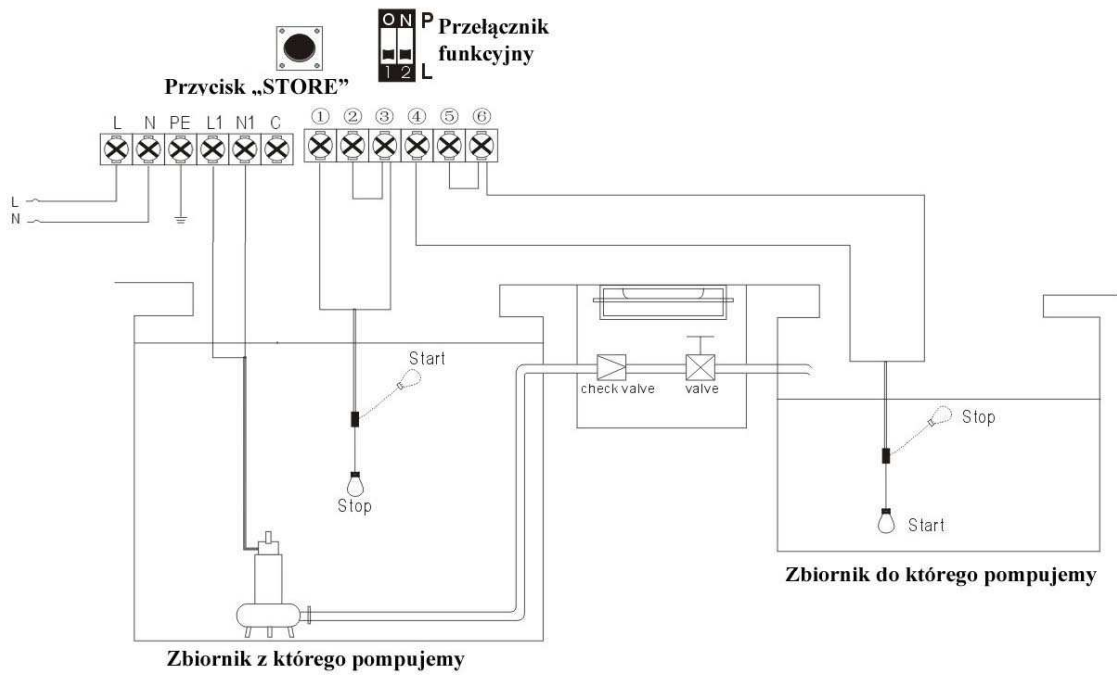 ON P
1 2 L
Przełącznik
funkcyjny
Przycisk „STORE”
L N PE L1 N1 C ① ② ③ ④ ⑤ ⑥
L
N
Start
Stop
check valve
valve
Stop
Start
Zbiornik do którego pompujemy
Zbiornik z którego pompujemy